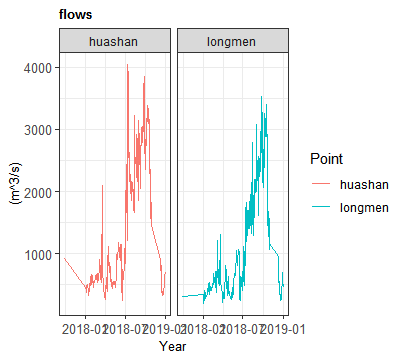 flows
huashan longmen
(m^3/s)
4000
3000
2000
1000
2018-01 2018-07 2019-01 2018-01 2018-07 2019-01
Year
Point
huashan
longmen